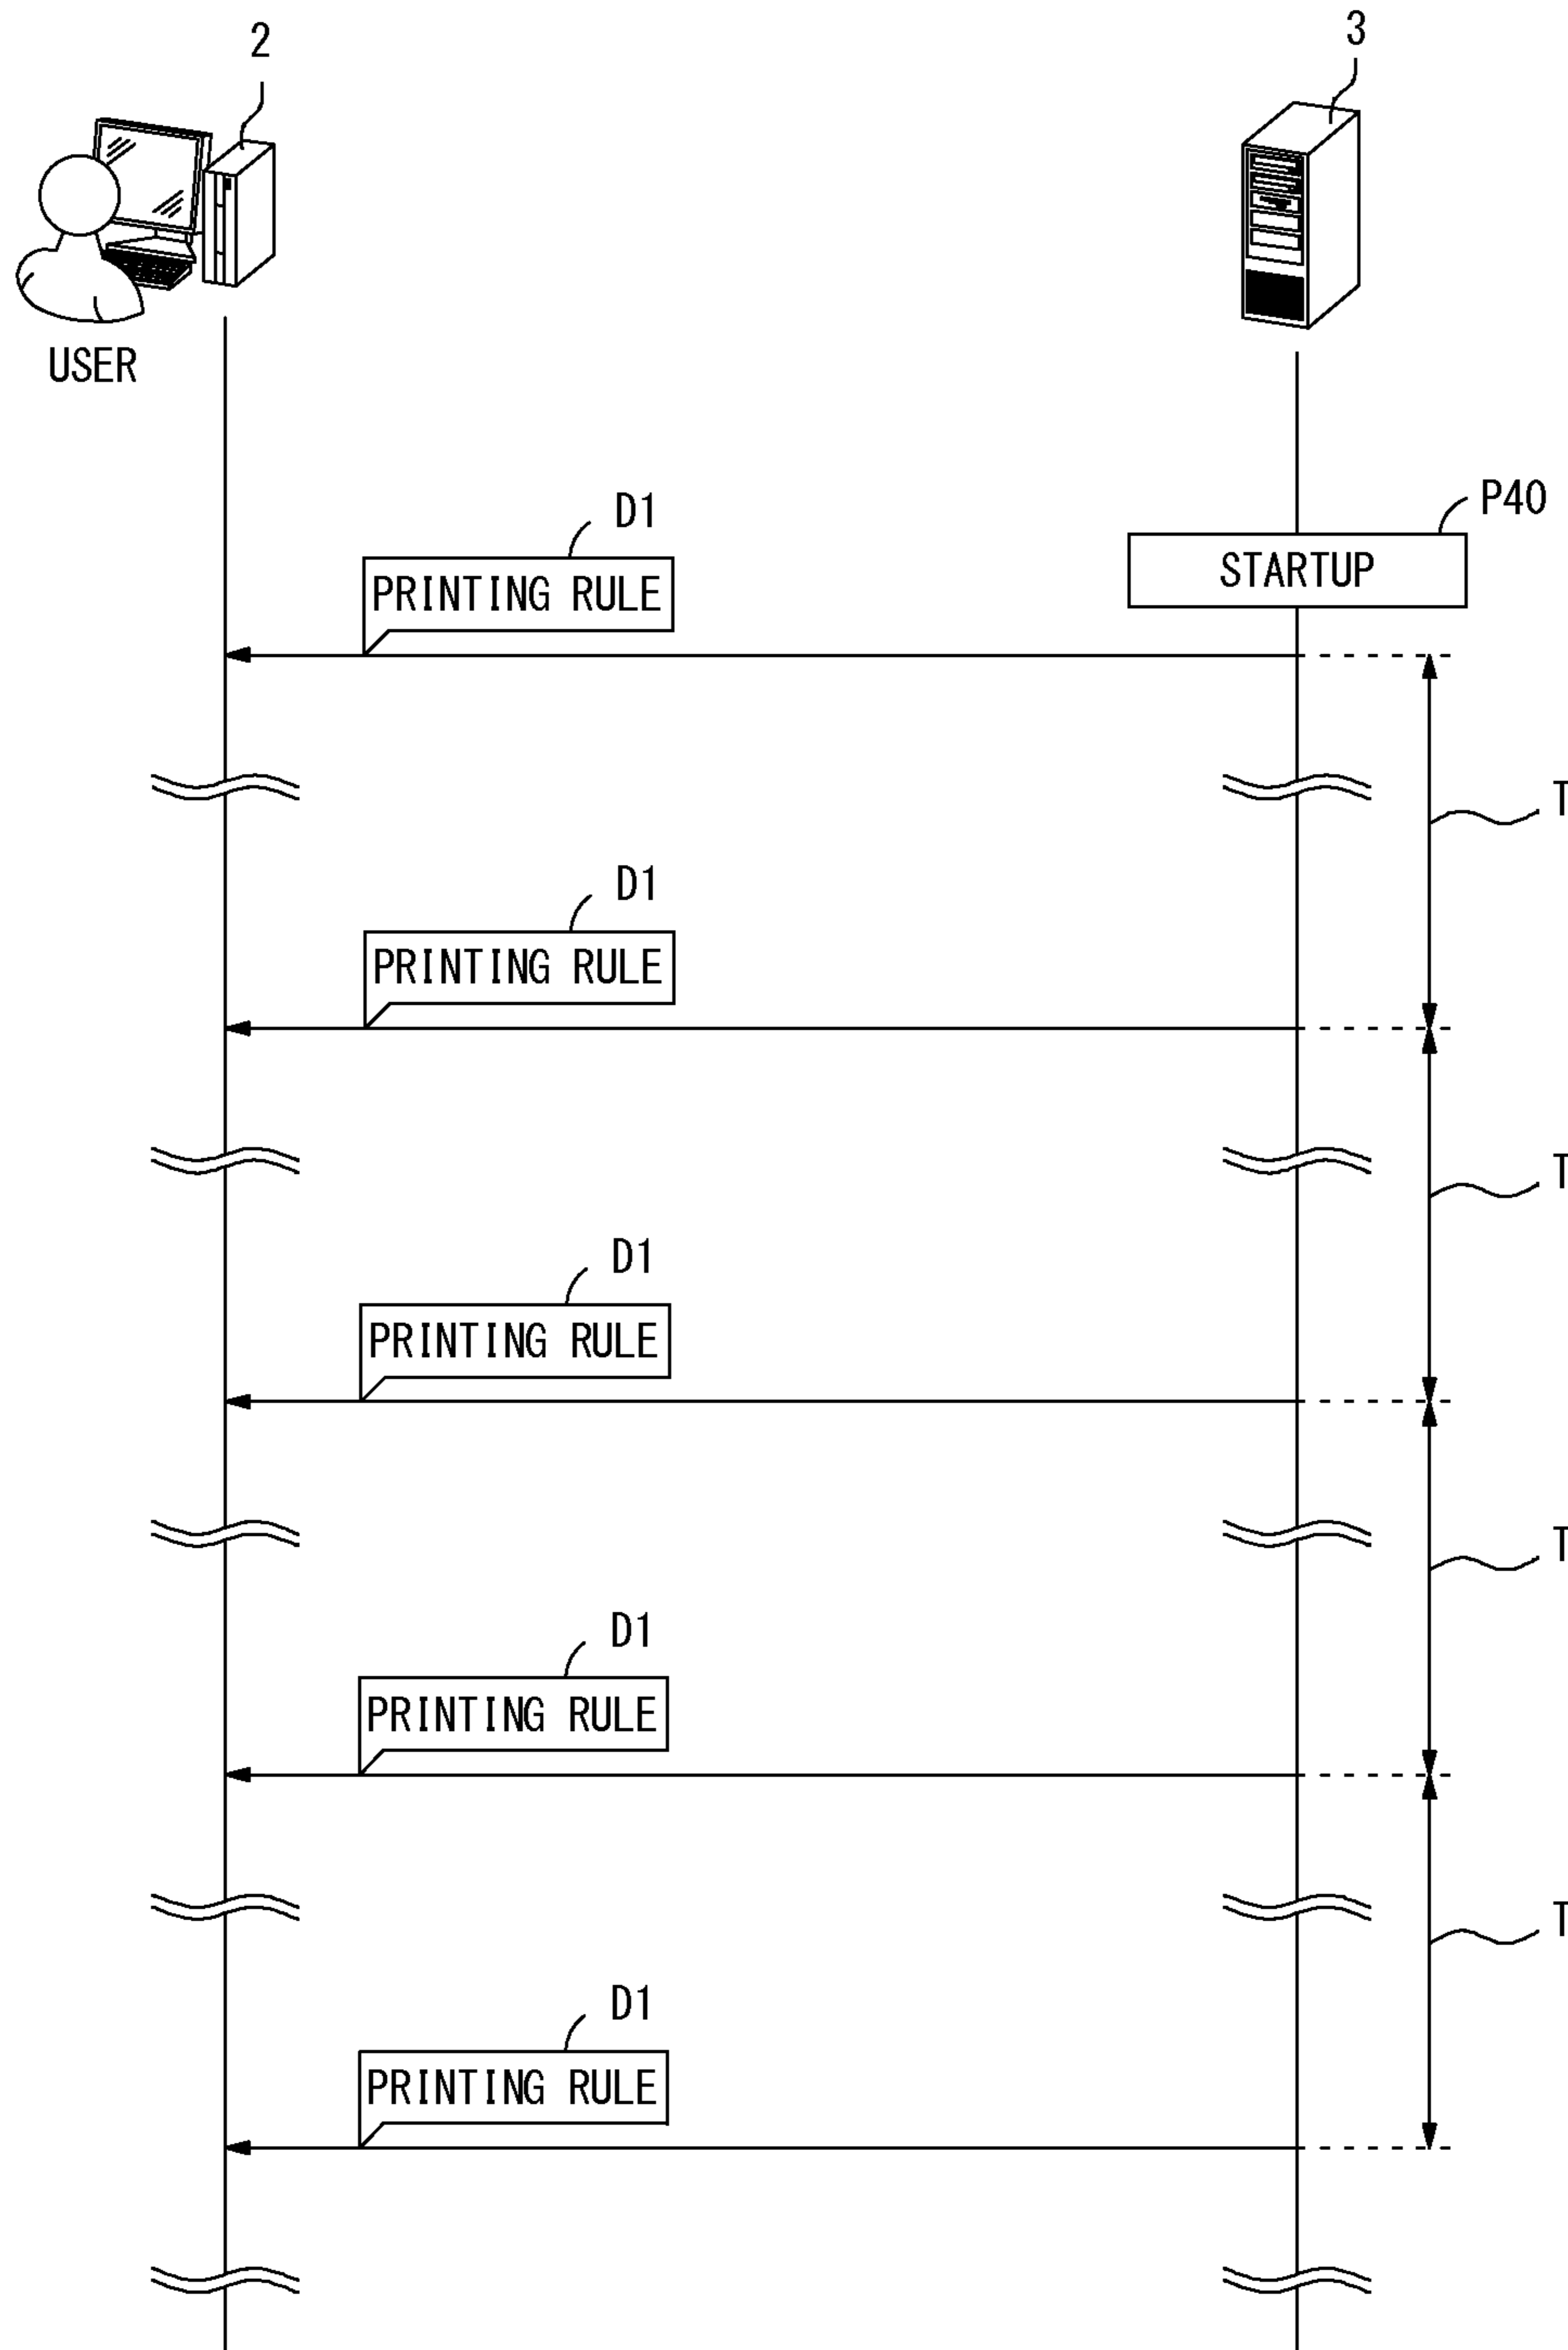 2
3
USER
P40
D1
STARTUP
PRINTING RULE
T
D1
PRINTING RULE
T
D1
PRINTING RULE
T
D1
PRINTING RULE
T
D1
PRINTING RULE